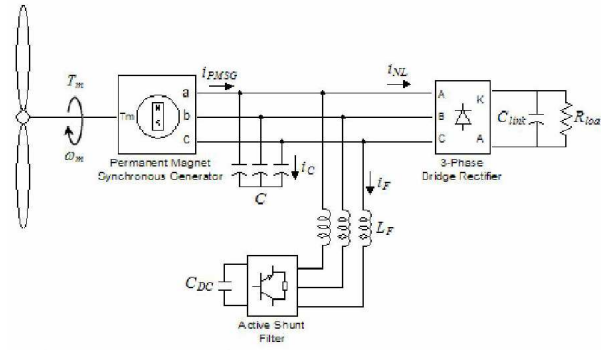 i_PMSG
i_NL
T_m
a
b
c
A
B
C
K
A
Tm
N
S
C_link
R_loa
ω_m
Permanent Magnet
Synchronous Generator
C
i_C
i_F
3-Phase
Bridge Rectifier
L_F
C_DC
Active Shunt
Filter